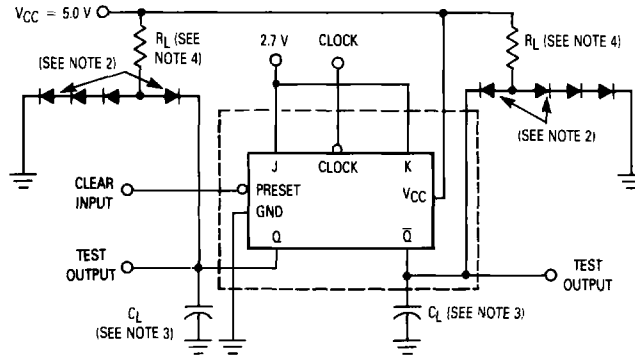 VCC = 5.0 V
RL (SEE
NOTE 4)
2.7 V
CLOCK
RL (SEE NOTE 4)
(SEE NOTE 2)
(SEE NOTE 2)
J
CLOCK
K
CLEAR
INPUT
PRESET
VCC
GND
Q
Q̅
TEST
OUTPUT
TEST
OUTPUT
CL
(SEE NOTE 3)
CL (SEE NOTE 3)